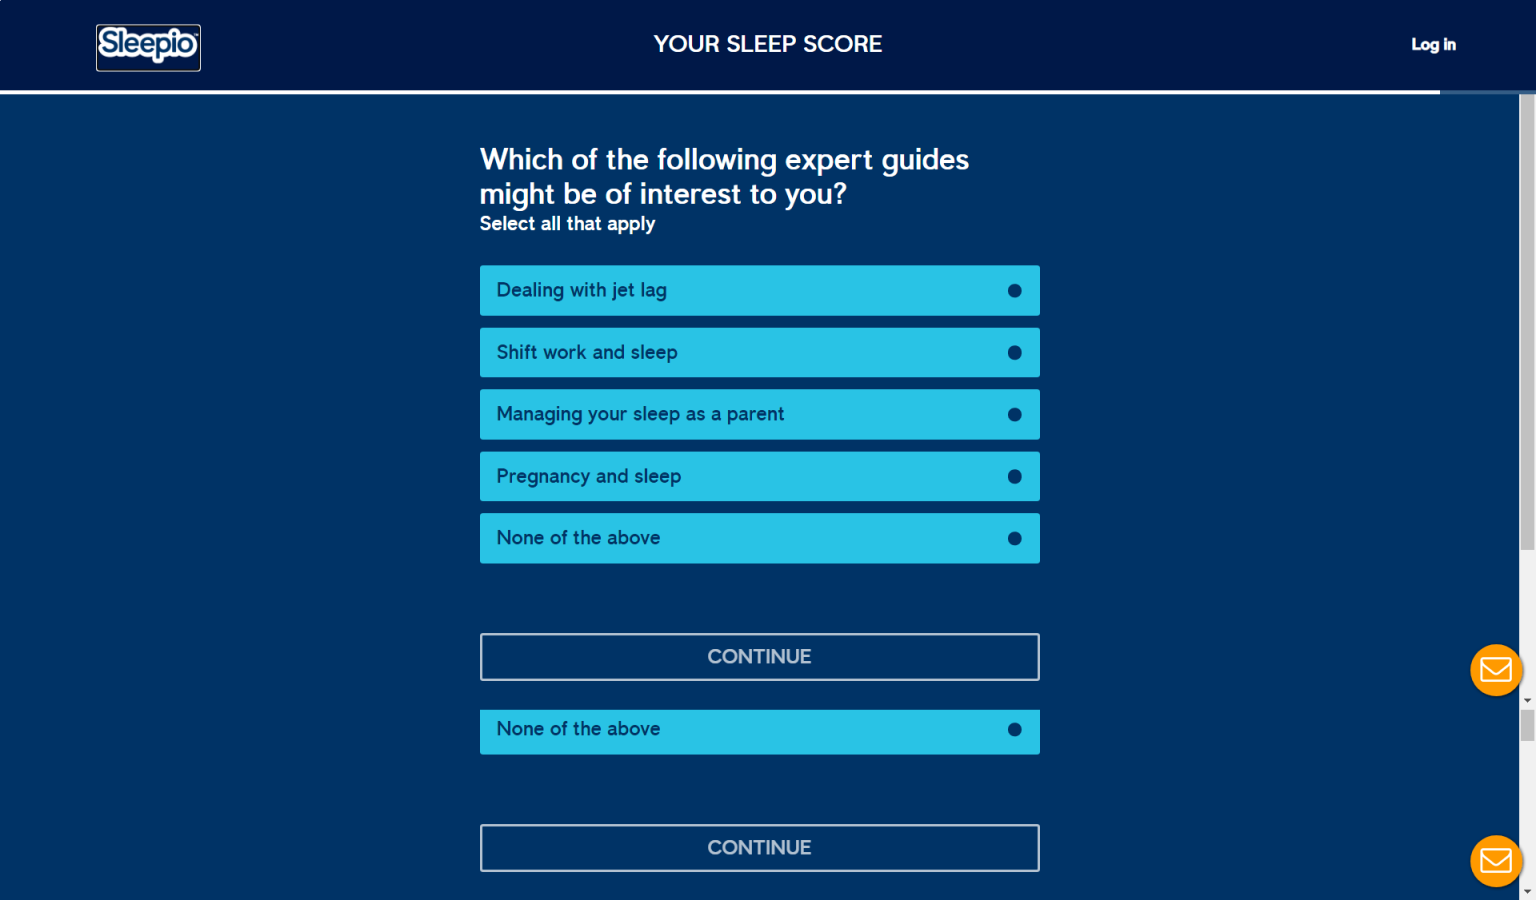 Sleepio™
YOUR SLEEP SCORE
Log in
Which of the following expert guides
might be of interest to you?
Select all that apply
Dealing with jet lag
Shift work and sleep
Managing your sleep as a parent
Pregnancy and sleep
None of the above
CONTINUE
None of the above
CONTINUE